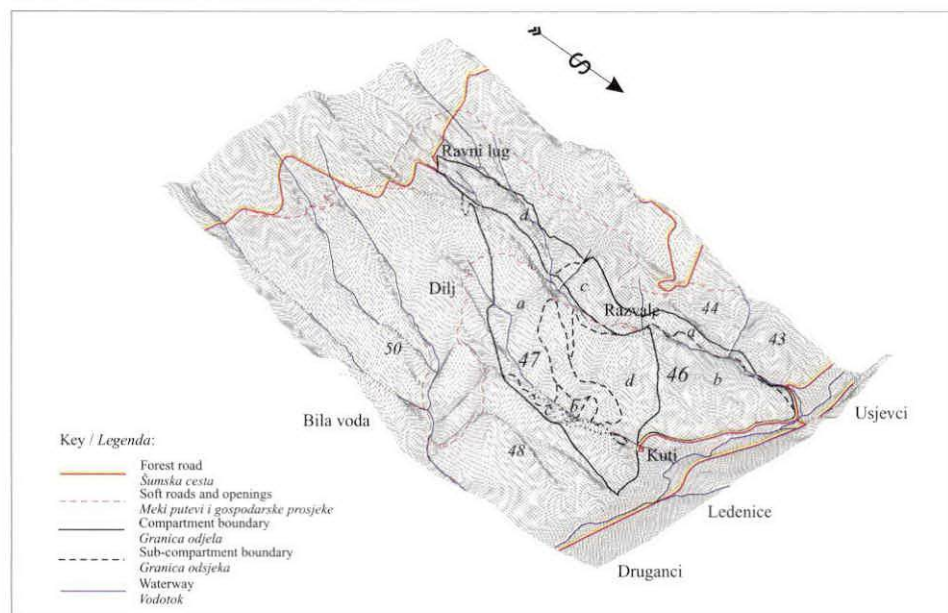 S
Ravni lug
d
Dilj
a
c
Razvale
44
a
43
50
47
d
46
b
Usjevci
b
Bila voda
Kuti
48
Ledenice
Druganci
Key / Legenda:
Forest road
Šumska cesta
Soft roads and openings
Meki putevi i gospodarske prosjeke
Compartment boundary
Granica odjela
Sub-compartment boundary
Granica odsjeka
Waterway
Vodotok